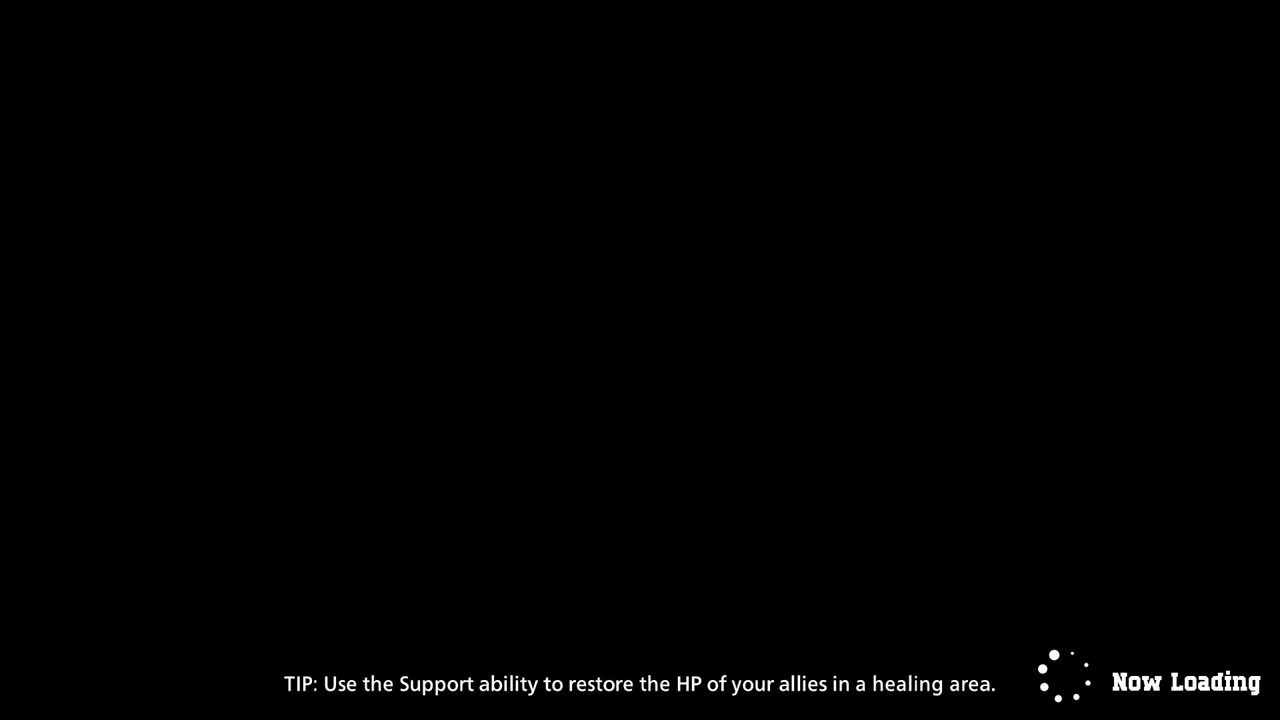 TIP: Use the Support ability to restore the HP of your allies in a healing area.
Now Loading